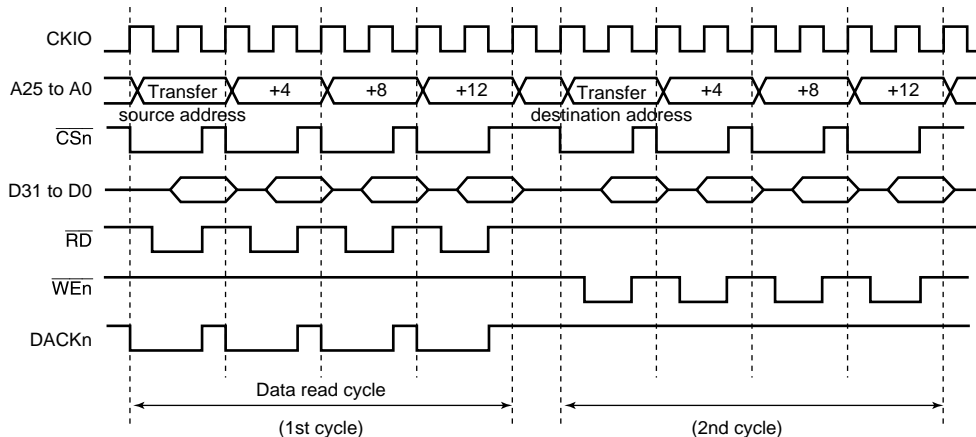 CKIO
A25 to A0 Transfer +4 +8 +12 Transfer +4 +8 +12
source address destination address
CSn
D31 to D0
RD
WEn
DACKn
Data read cycle
(1st cycle) (2nd cycle)